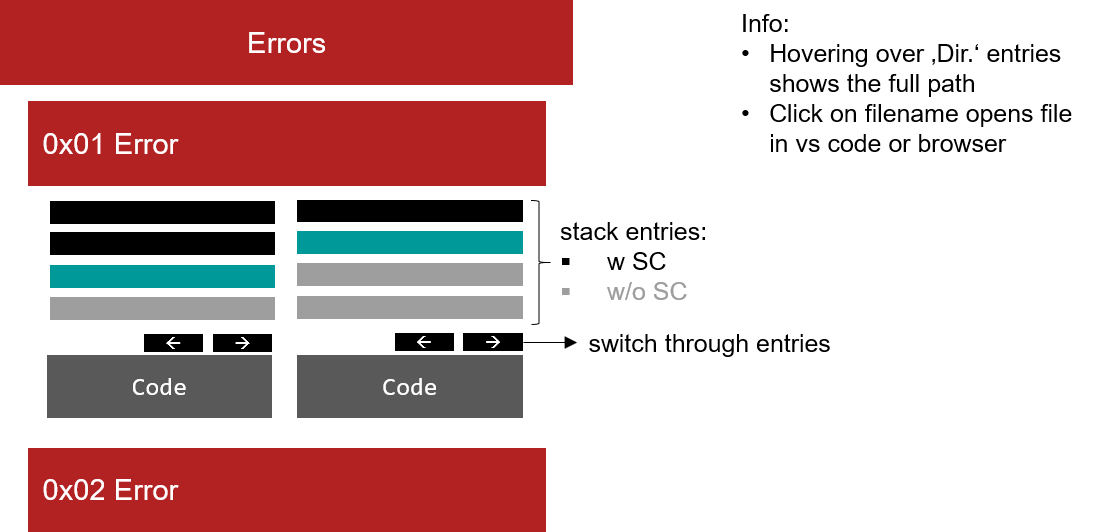 Errors
Info:
• Hovering over ‚Dir.‘ entries
shows the full path
• Click on filename opens file
in vs code or browser
0x01 Error
stack entries:
▪ w SC
▪ w/o SC
← → ← →
switch through entries
Code
Code
0x02 Error